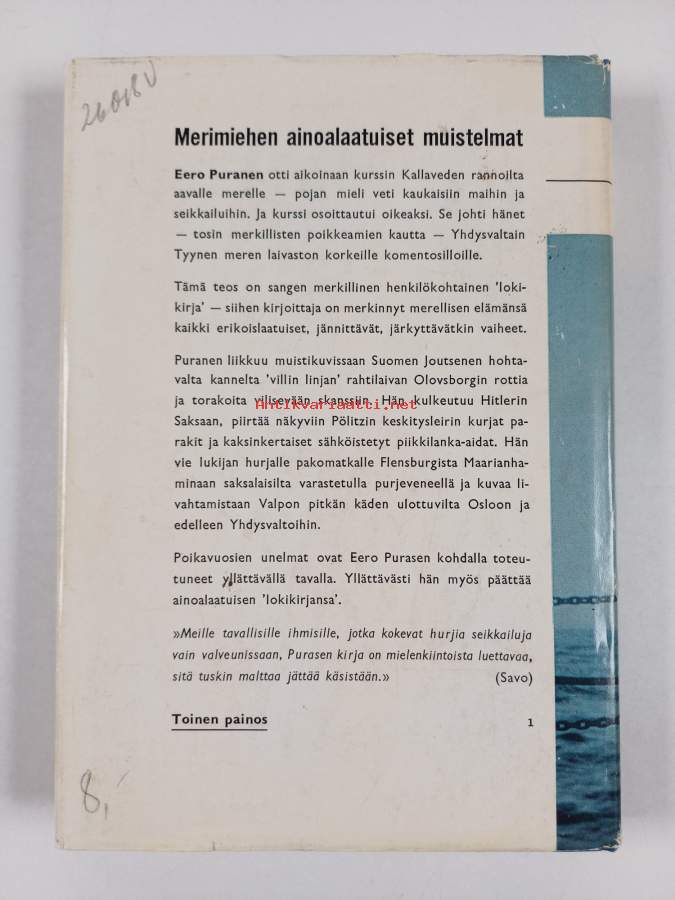 26018V
Merimiehen ainoalaatuiset muistelmat
Eero Puranen otti aikoinaan kurssin Kallaveden rannoilta
aavalle merelle — pojan mieli veti kaukaisiin maihin ja
seikkailuihin. Ja kurssi osoittautui oikeaksi. Se johti hänet
— tosin merkillisten poikkeamien kautta — Yhdysvaltain
Tyynen meren laivaston korkeille komentosilloille.
Tämä teos on sangen merkillinen henkilökohtainen 'loki-
kirja' — siihen kirjoittaja on merkinnyt merellisen elämänsä
kaikki erikoislaatuiset, jännittävät, järkyttävätkin vaiheet.
Puranen liikkuu muistikuvissaan Suomen Joutsenen hohta-
valta kannelta 'villin linjan' rahtilaivan Olovsborgin rottia
ja torakoita vilisevään skanssiin. Hän kulkeutuu Hitlerin
Antikvariaatti.net
Saksaan, piirtää näkyviin Pölitzin keskitysleirin kurjat pa-
rakit ja kaksinkertaiset sähköistetyt piikkilanka-aidat. Hän
vie lukijan hurjalle pakomatkalle Flensburgista Maarianha-
minaan saksalaisilta varastetulla purjeveneellä ja kuvaa li-
vahtamistaan Valpon pitkän käden ulottuvilta Osloon ja
edelleen Yhdysvaltoihin.
Poikavuosien unelmat ovat Eero Purasen kohdalla toteu-
tuneet yllättävällä tavalla. Yllättävästi hän myös päättää
ainoalaatuisen 'lokikirjansa'.
»Meille tavallisille ihmisille, jotka kokevat hurjia seikkailuja
vain valveunissaan, Purasen kirja on mielenkiintoista luettavaa,
sitä tuskin malttaa jättää käsistään.» (Savo)
Toinen painos 1
8,-